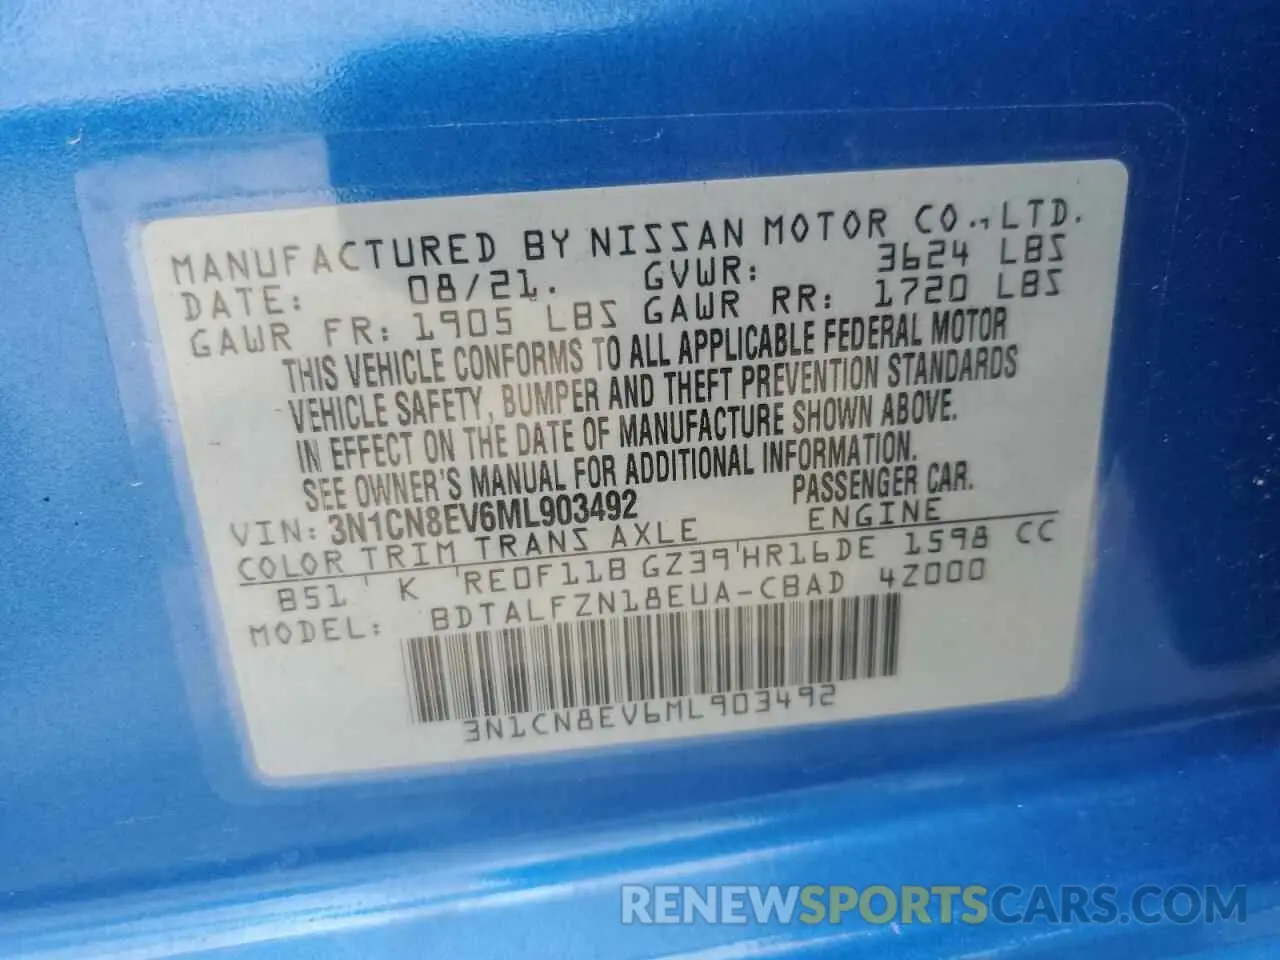 MANUFACTURED BY NISSAN MOTOR CO., LTD.
DATE: 08/21. GVWR: 3624 LBS
GAWR FR: 1905 LBS GAWR RR: 1720 LBS
THIS VEHICLE CONFORMS TO ALL APPLICABLE FEDERAL MOTOR
VEHICLE SAFETY, BUMPER AND THEFT PREVENTION STANDARDS
IN EFFECT ON THE DATE OF MANUFACTURE SHOWN ABOVE.
SEE OWNER'S MANUAL FOR ADDITIONAL INFORMATION.
VIN: 3N1CN8EV6ML903492 PASSENGER CAR.
COLOR TRIM TRANS AXLE ENGINE
B51 K RE0F11B GZ39 HR16DE 1598 CC
MODEL: BDTALFZN18EUA-CBAD 4Z000
3N1CN8EV6ML903492
RENEWSPORTSCARS.COM